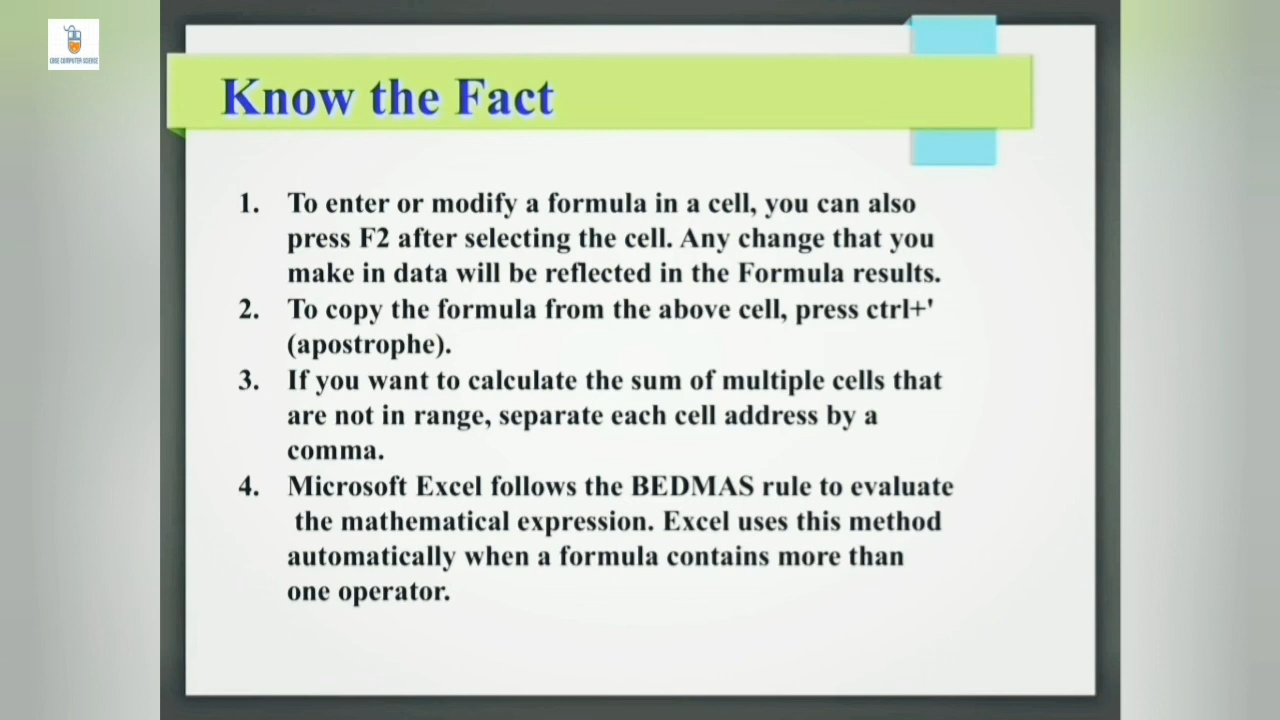 CBSE COMPUTER SCIENCE
Know the Fact
1. To enter or modify a formula in a cell, you can also
press F2 after selecting the cell. Any change that you
make in data will be reflected in the Formula results.
2. To copy the formula from the above cell, press ctrl+'
(apostrophe).
3. If you want to calculate the sum of multiple cells that
are not in range, separate each cell address by a
comma.
4. Microsoft Excel follows the BEDMAS rule to evaluate
the mathematical expression. Excel uses this method
automatically when a formula contains more than
one operator.